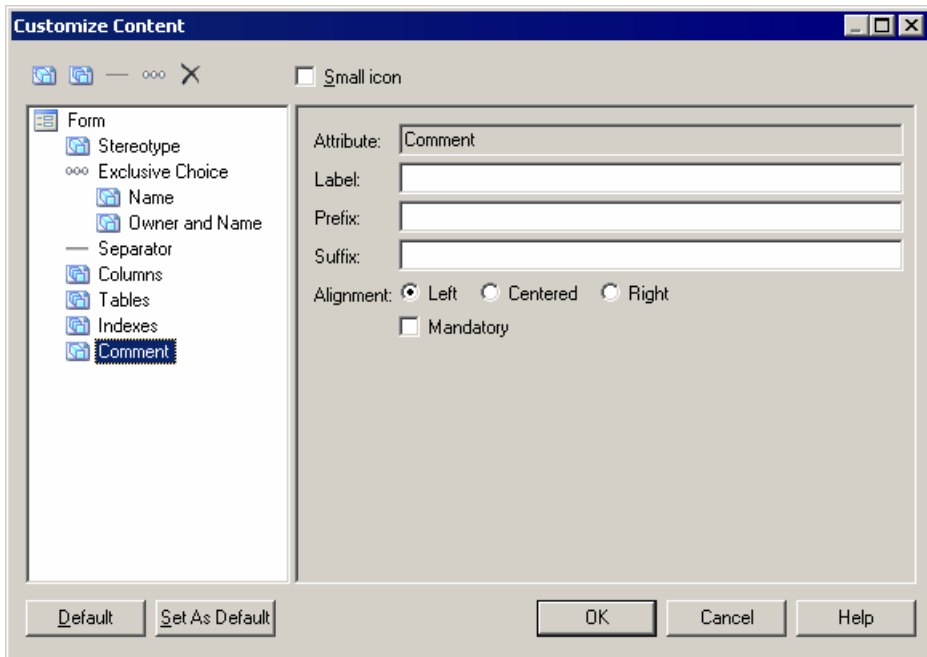 Customize Content
Small icon
Form
Stereotype
Exclusive Choice
Name
Owner and Name
Separator
Columns
Tables
Indexes
Comment
Attribute: Comment
Label:
Prefix:
Suffix:
Alignment: Left Centered Right
Mandatory
Default Set As Default OK Cancel Help